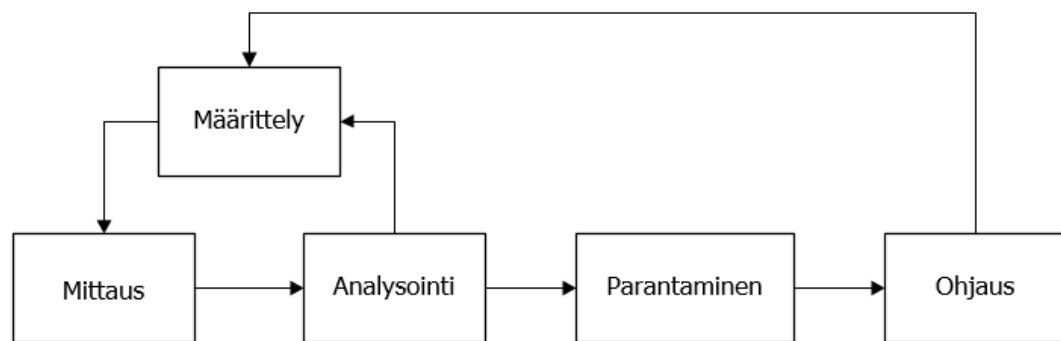 Määrittely
Mittaus
Analysointi
Parantaminen
Ohjaus